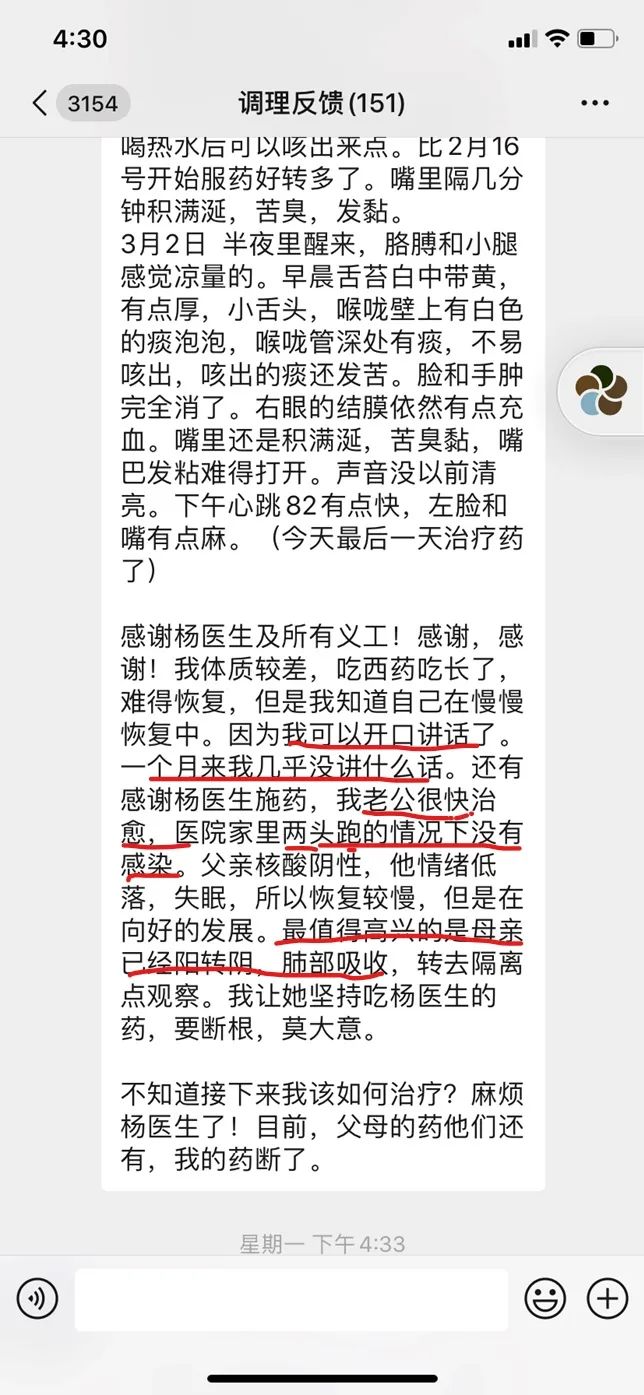 4:30
3154
调理反馈(151)
喝热水后可以咳出来点。比2月16
号开始服药好转多了。嘴里隔几分
钟积满涎，苦臭，发黏。
3月2日 半夜里醒来，胳膊和小腿
感觉凉量的。早晨舌苔白中带黄，
有点厚，小舌头，喉咙壁上有白色
的痰泡泡，喉咙管深处有痰，不易
咳出，咳出的痰还发苦。脸和手肿
完全消了。右眼的结膜依然有点充
血。嘴里还是积满涎，苦臭黏，嘴
巴发粘难得打开。声音没以前清
亮。下午心跳82有点快，左脸和
嘴有点麻。（今天最后一天治疗药
了）
感谢杨医生及所有义工！感谢，感
谢！我体质较差，吃西药吃长了，
难得恢复，但是我知道自己在慢慢
恢复中。因为我可以开口讲话了。
一个月来我几乎没讲什么话。还有
感谢杨医生施药，我老公很快治
愈，医院家里两头跑的情况下没有
感染。父亲核酸阴性，他情绪低
落，失眠，所以恢复较慢，但是在
向好的发展。最值得高兴的是母亲
已经阳转阴，肺部吸收，转去隔离
点观察。我让她坚持吃杨医生的
药，要断根，莫大意。
不知道接下来我该如何治疗？麻烦
杨医生了！目前，父母的药他们还
有，我的药断了。
星期一 下午4:33